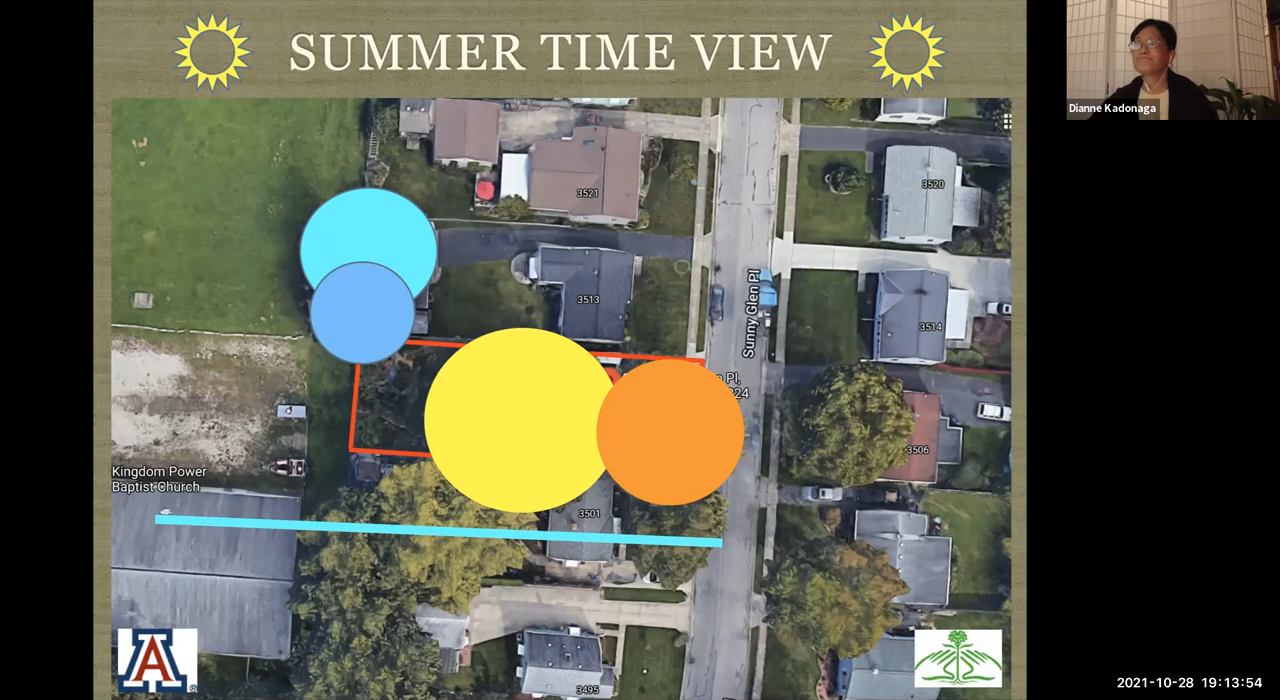 SUMMER TIME VIEW
Dianne Kadonaga
3521
3520
3513
Sunny Glen Pl
3514
Pl,
24
3506
Kingdom Power
Baptist Church
3501
3495
A
2021-10-28 19:13:54